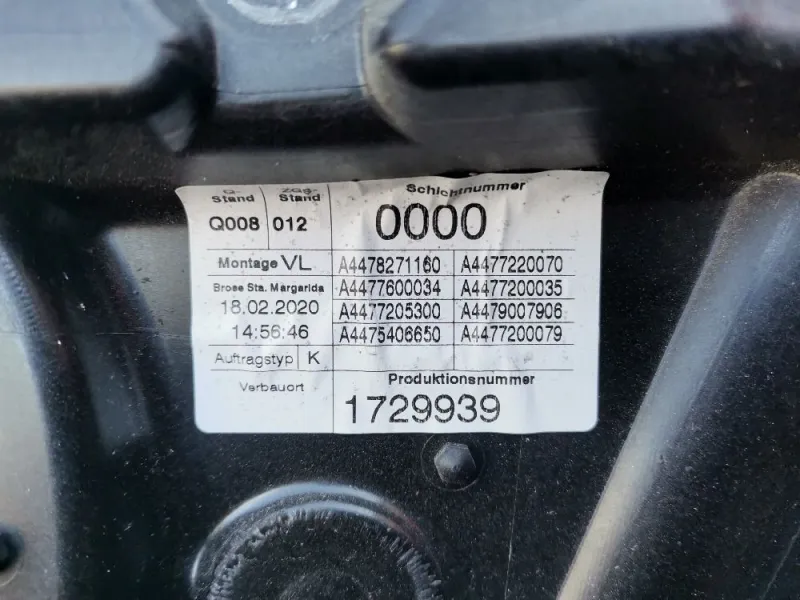 Q-Stand ZGS-Stand Schichtnummer
Q008 012 0000
Montage VL A4478271160 A4477220070
Brose Sta. Margarida A4477600034 A4477200035
18.02.2020 A4477205300 A4479007906
14:56:46 A4475406650 A4477200079
Auftragstyp K
Verbauort Produktionsnummer
1729939